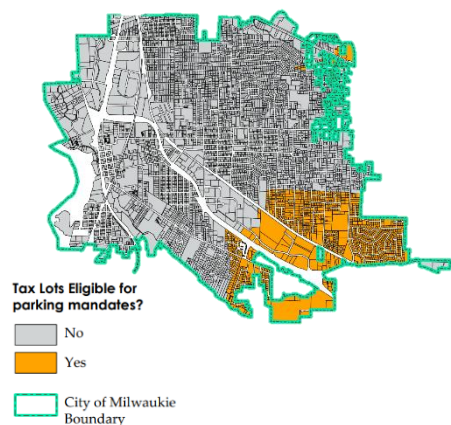 Tax Lots Eligible for
parking mandates?
No
Yes
City of Milwaukie
Boundary